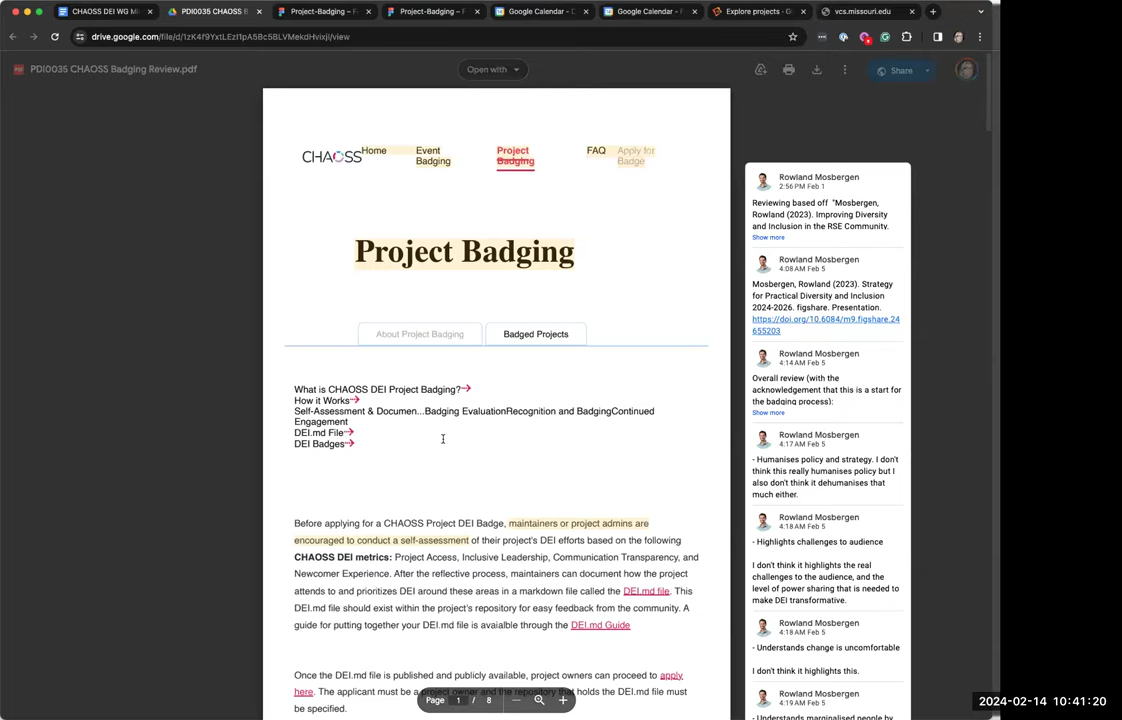 CHAOSS DEI WG M
PDI0035 CHAOSS B
Project-Badging – F
Project-Badging – F
Google Calendar - D
Google Calendar - F
Explore projects · G
vcs.missouri.edu
drive.google.com/file/d/1zK4f9YxtLEzI1pA5Bc5BLVMekdHvixjl/view
PDI0035 CHAOSS Badging Review.pdf
Open with
Share
CHAOSS
Home
Event
Badging
Project
Badging
FAQ
Apply for
Badge
Project Badging
About Project Badging
Badged Projects
What is CHAOSS DEI Project Badging?
How it Works
Self-Assessment & Documen...Badging EvaluationRecognition and BadgingContinued
Engagement
DEI.md File
DEI Badges
Before applying for a CHAOSS Project DEI Badge, maintainers or project admins are
encouraged to conduct a self-assessment of their project's DEI efforts based on the following
CHAOSS DEI metrics: Project Access, Inclusive Leadership, Communication Transparency, and
Newcomer Experience. After the reflective process, maintainers can document how the project
attends to and prioritizes DEI around these areas in a markdown file called the DEI.md file. This
DEI.md file should exist within the project's repository for easy feedback from the community. A
guide for putting together your DEI.md file is avaialble through the DEI.md Guide
Once the DEI.md file is published and publicly available, project owners can proceed to apply
here. The applicant must be a project owner and the repository that holds the DEI.md file must
be specified.
Page 1 / 8
Rowland Mosbergen
2:56 PM Feb 1
Reviewing based off "Mosbergen,
Rowland (2023). Improving Diversity
and Inclusion in the RSE Community.
Show more
Rowland Mosbergen
4:08 AM Feb 5
Mosbergen, Rowland (2023). Strategy
for Practical Diversity and Inclusion
2024-2026. figshare. Presentation.
https://doi.org/10.6084/m9.figshare.24
655203
Rowland Mosbergen
4:14 AM Feb 5
Overall review (with the
acknowledgement that this is a start for
the badging process):
Show more
Rowland Mosbergen
4:17 AM Feb 5
- Humanises policy and strategy. I don't
think this really humanises policy but I
also don't think it dehumanises that
much either.
Rowland Mosbergen
4:18 AM Feb 5
- Highlights challenges to audience
I don't think it highlights the real
challenges to the audience, and the
level of power sharing that is needed to
make DEI transformative.
Rowland Mosbergen
4:18 AM Feb 5
- Understands change is uncomfortable
I don't think it highlights this.
Rowland Mosbergen
4:19 AM Feb 5
- Understands marginalised people by
2024-02-14 10:41:20